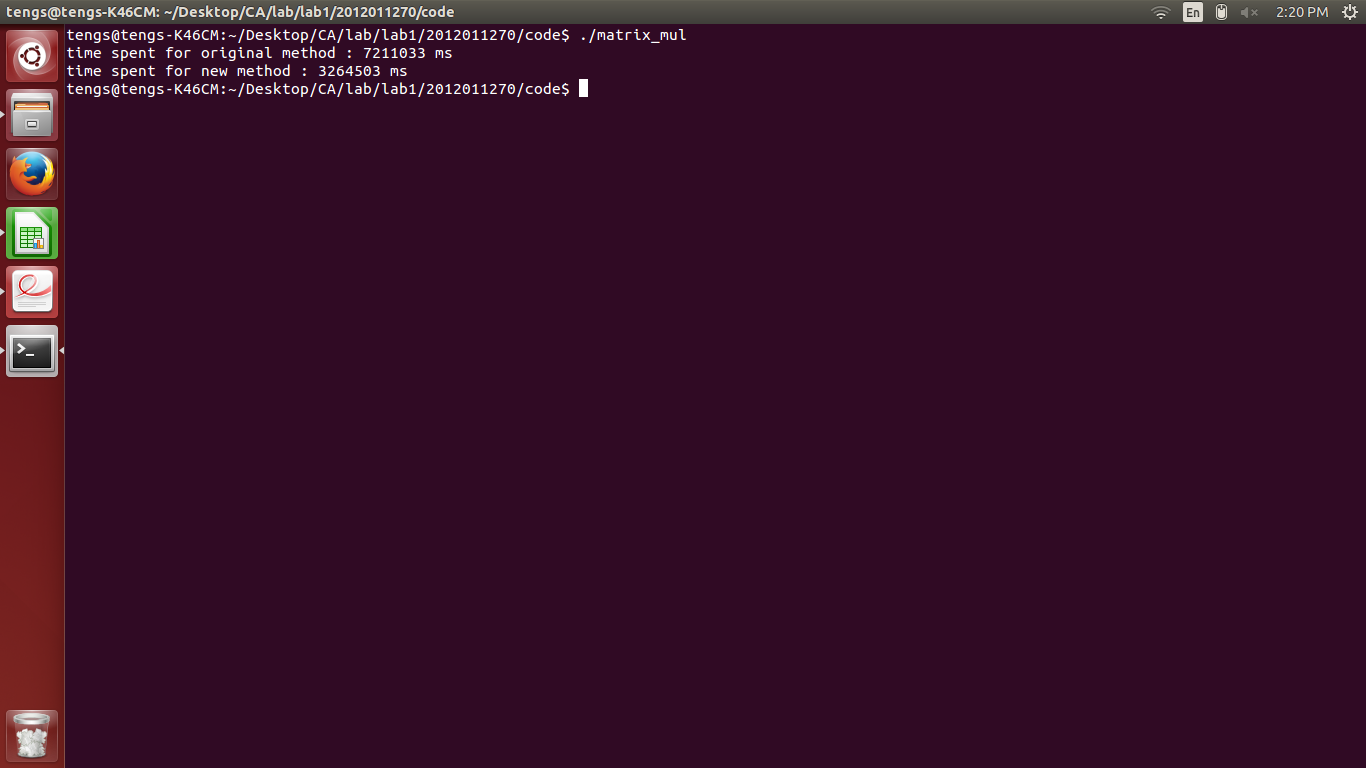 tengs@tengs-K46CM: ~/Desktop/CA/lab/lab1/2012011270/code
En
2:20 PM
tengs@tengs-K46CM:~/Desktop/CA/lab/lab1/2012011270/code$ ./matrix_mul
time spent for original method : 7211033 ms
time spent for new method : 3264503 ms
tengs@tengs-K46CM:~/Desktop/CA/lab/lab1/2012011270/code$